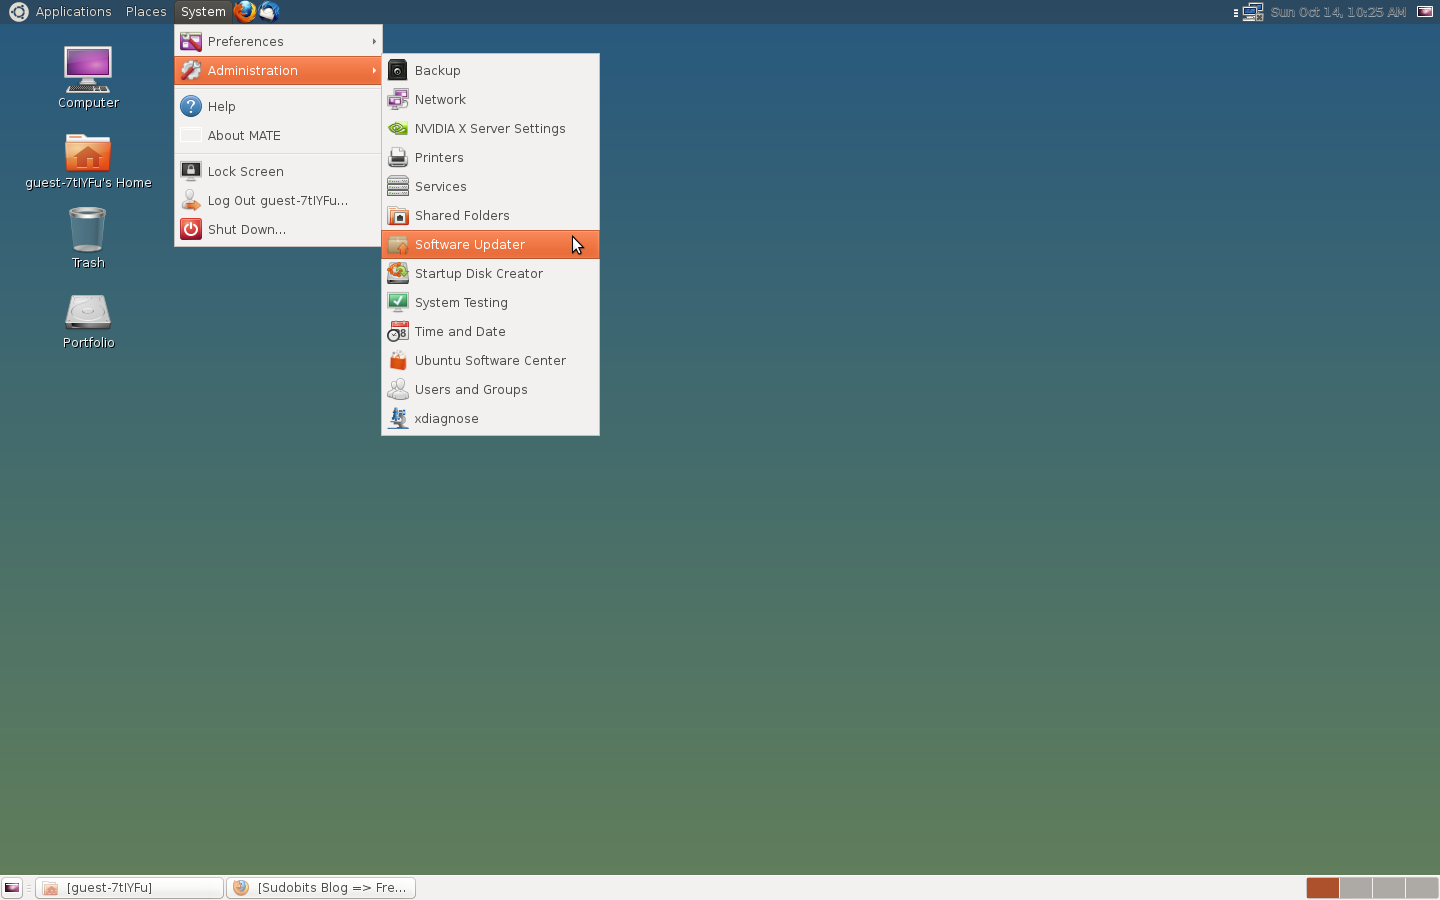 Applications Places System
Sun Oct 14, 10:25 AM
Computer
guest-7tIYFu's Home
Trash
Portfolio
Preferences
Administration
Help
About MATE
Lock Screen
Log Out guest-7tIYFu...
Shut Down...
Backup
Network
NVIDIA X Server Settings
Printers
Services
Shared Folders
Software Updater
Startup Disk Creator
System Testing
Time and Date
Ubuntu Software Center
Users and Groups
xdiagnose
[guest-7tIYFu]
[Sudobits Blog => Fre...